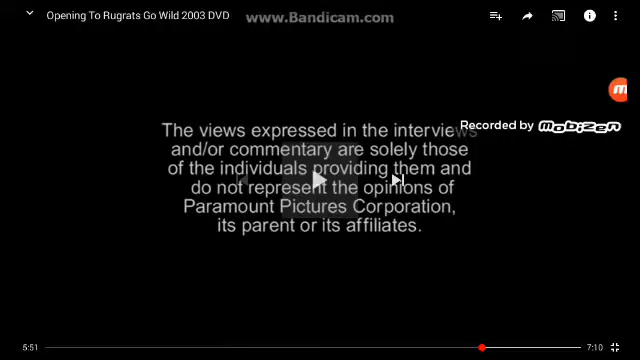 Opening To Rugrats Go Wild 2003 DVD
www.Bandicam.com
Recorded by MOBIZEN
The views expressed in the interviews
and/or commentary are solely those
of the individuals providing them and
do not represent the opinions of
Paramount Pictures Corporation,
its parent or its affiliates.
5:51
7:10